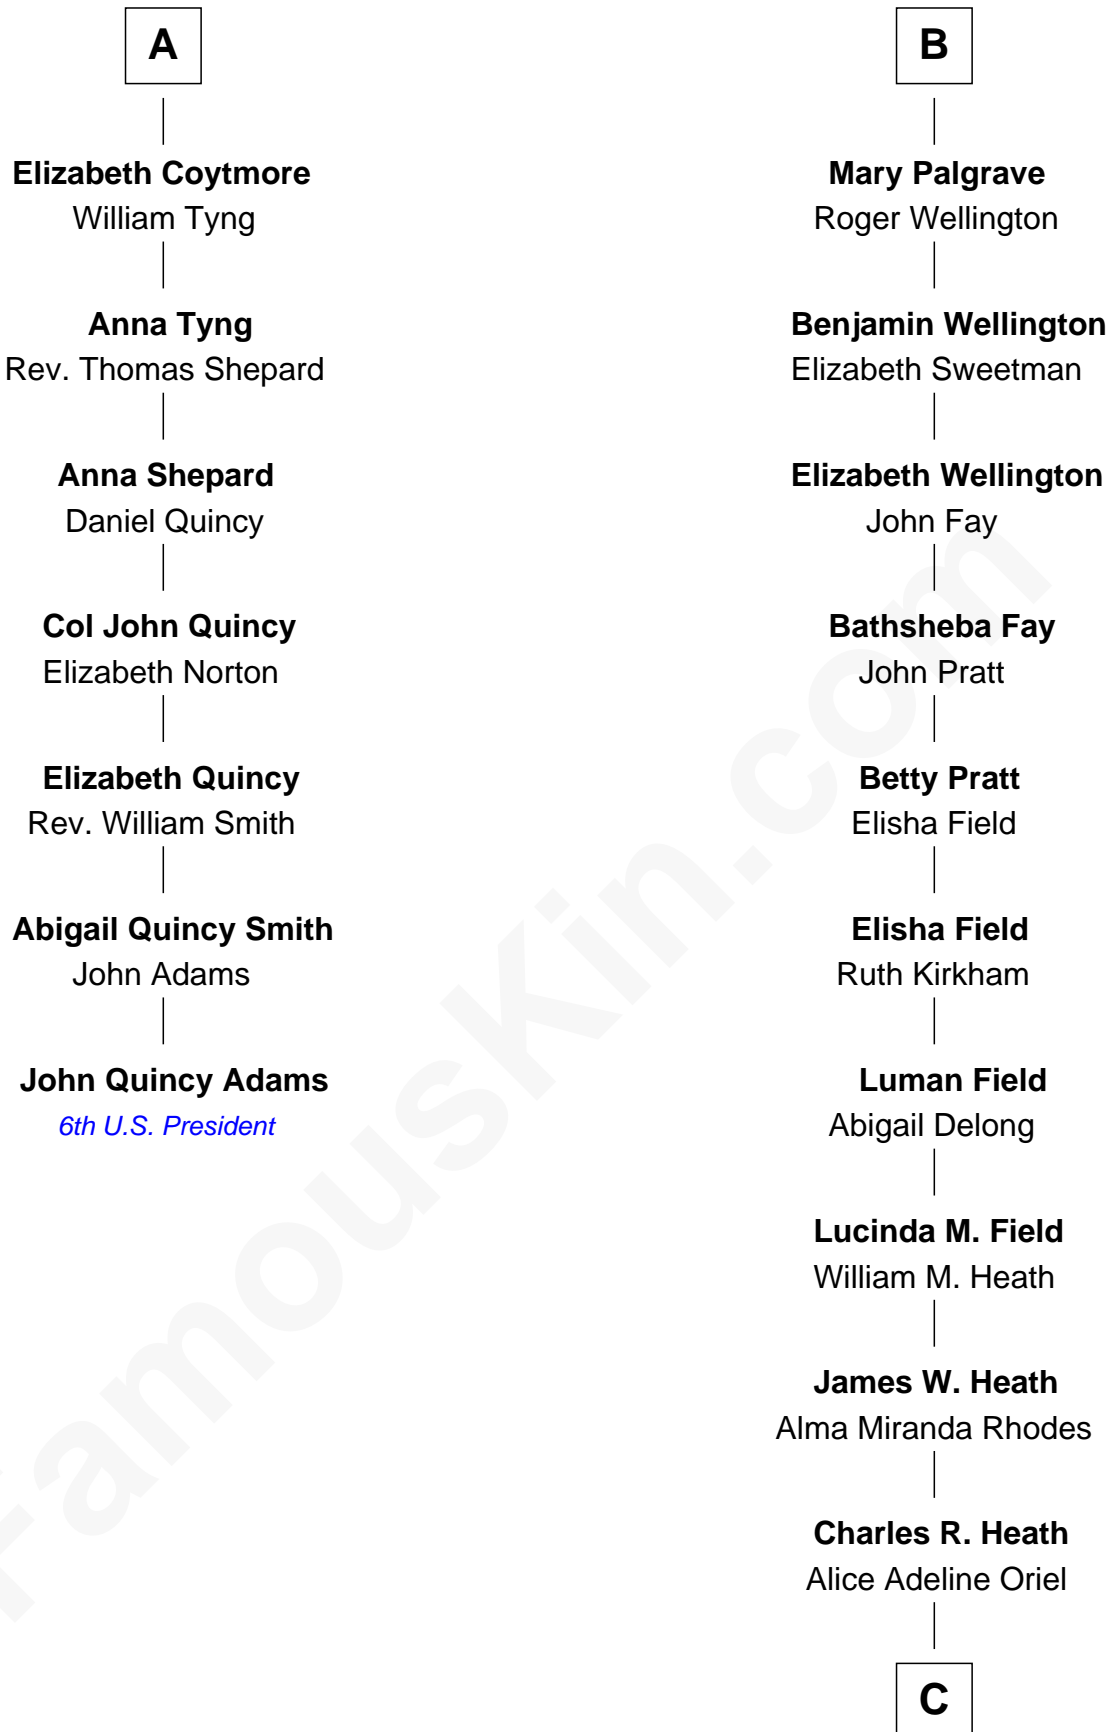 A
Elizabeth Coytmore
William Tyng
Anna Tyng
Rev. Thomas Shepard
Anna Shepard
Daniel Quincy
Col John Quincy
Elizabeth Norton
Elizabeth Quincy
Rev. William Smith
Abigail Quincy Smith
John Adams
John Quincy Adams
6th U.S. President
B
Mary Palgrave
Roger Wellington
Benjamin Wellington
Elizabeth Sweetman
Elizabeth Wellington
John Fay
Bathsheba Fay
John Pratt
Betty Pratt
Elisha Field
Elisha Field
Ruth Kirkham
Luman Field
Abigail Delong
Lucinda M. Field
William M. Heath
James W. Heath
Alma Miranda Rhodes
Charles R. Heath
Alice Adeline Oriel
C
FamousKin.com